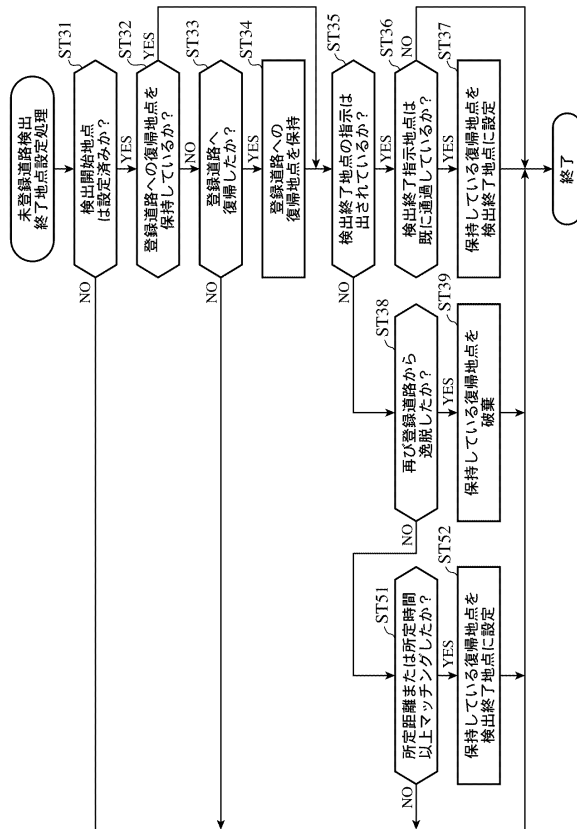 未登録道路検出
終了地点設定処理
ST31
検出開始地点
は設定済みか？
NO
YES
ST32
登録道路への復帰地点を
保持しているか？
YES
NO
ST33
登録道路へ
復帰したか？
NO
YES
ST34
登録道路への
復帰地点を保持
ST35
検出終了地点の指示は
出されているか？
NO
YES
ST36
検出終了指示地点は
既に通過しているか？
NO
YES
ST37
保持している復帰地点を
検出終了地点に設定
ST38
再び登録道路から
逸脱したか？
NO
YES
ST39
保持している復帰地点を
破棄
ST51
所定距離または所定時間
以上マッチングしたか？
NO
YES
ST52
保持している復帰地点を
検出終了地点に設定
終了